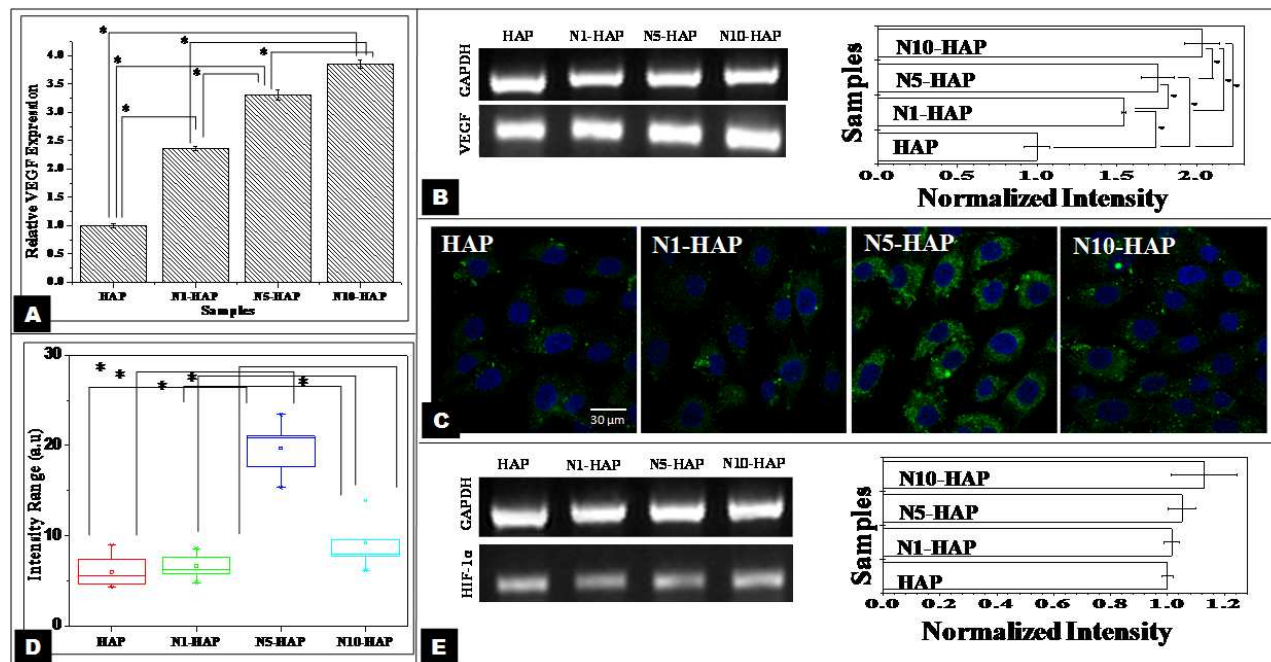 A
Relative VEGF Expression
4.0
3.5
3.0
2.5
2.0
1.5
1.0
0.5
0.0
* * * * * *
HAP N1-HAP N5-HAP N10-HAP
Samples
B
HAP N1-HAP N5-HAP N10-HAP
GAPDH
VEGF
Samples
N10-HAP
N5-HAP
N1-HAP
HAP
0.0 0.5 1.0 1.5 2.0
Normalized Intensity
C
HAP
N1-HAP
N5-HAP
N10-HAP
30 µm
D
Intensity Range (a.u)
30
20
10
0
* * * * *
HAP N1-HAP N5-HAP N10-HAP
E
HAP N1-HAP N5-HAP N10-HAP
GAPDH
HIF-1α
Samples
N10-HAP
N5-HAP
N1-HAP
HAP
0.0 0.2 0.4 0.6 0.8 1.0 1.2
Normalized Intensity